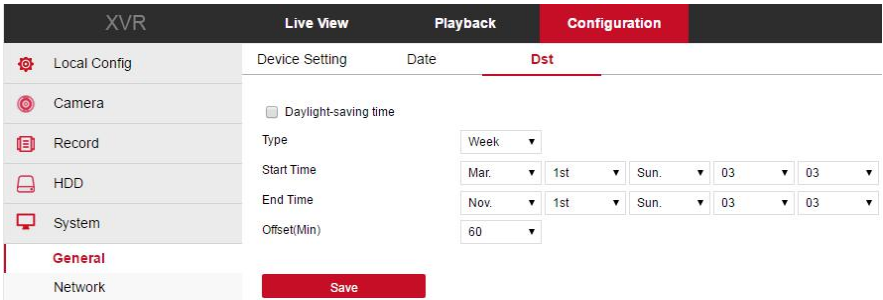 XVR Live View Playback Configuration
Local Config Device Setting Date Dst
Camera Daylight-saving time
Record Type Week
Start Time Mar. 1st Sun. 03 03
HDD
End Time Nov. 1st Sun. 03 03
System Offset(Min) 60
General
Network Save